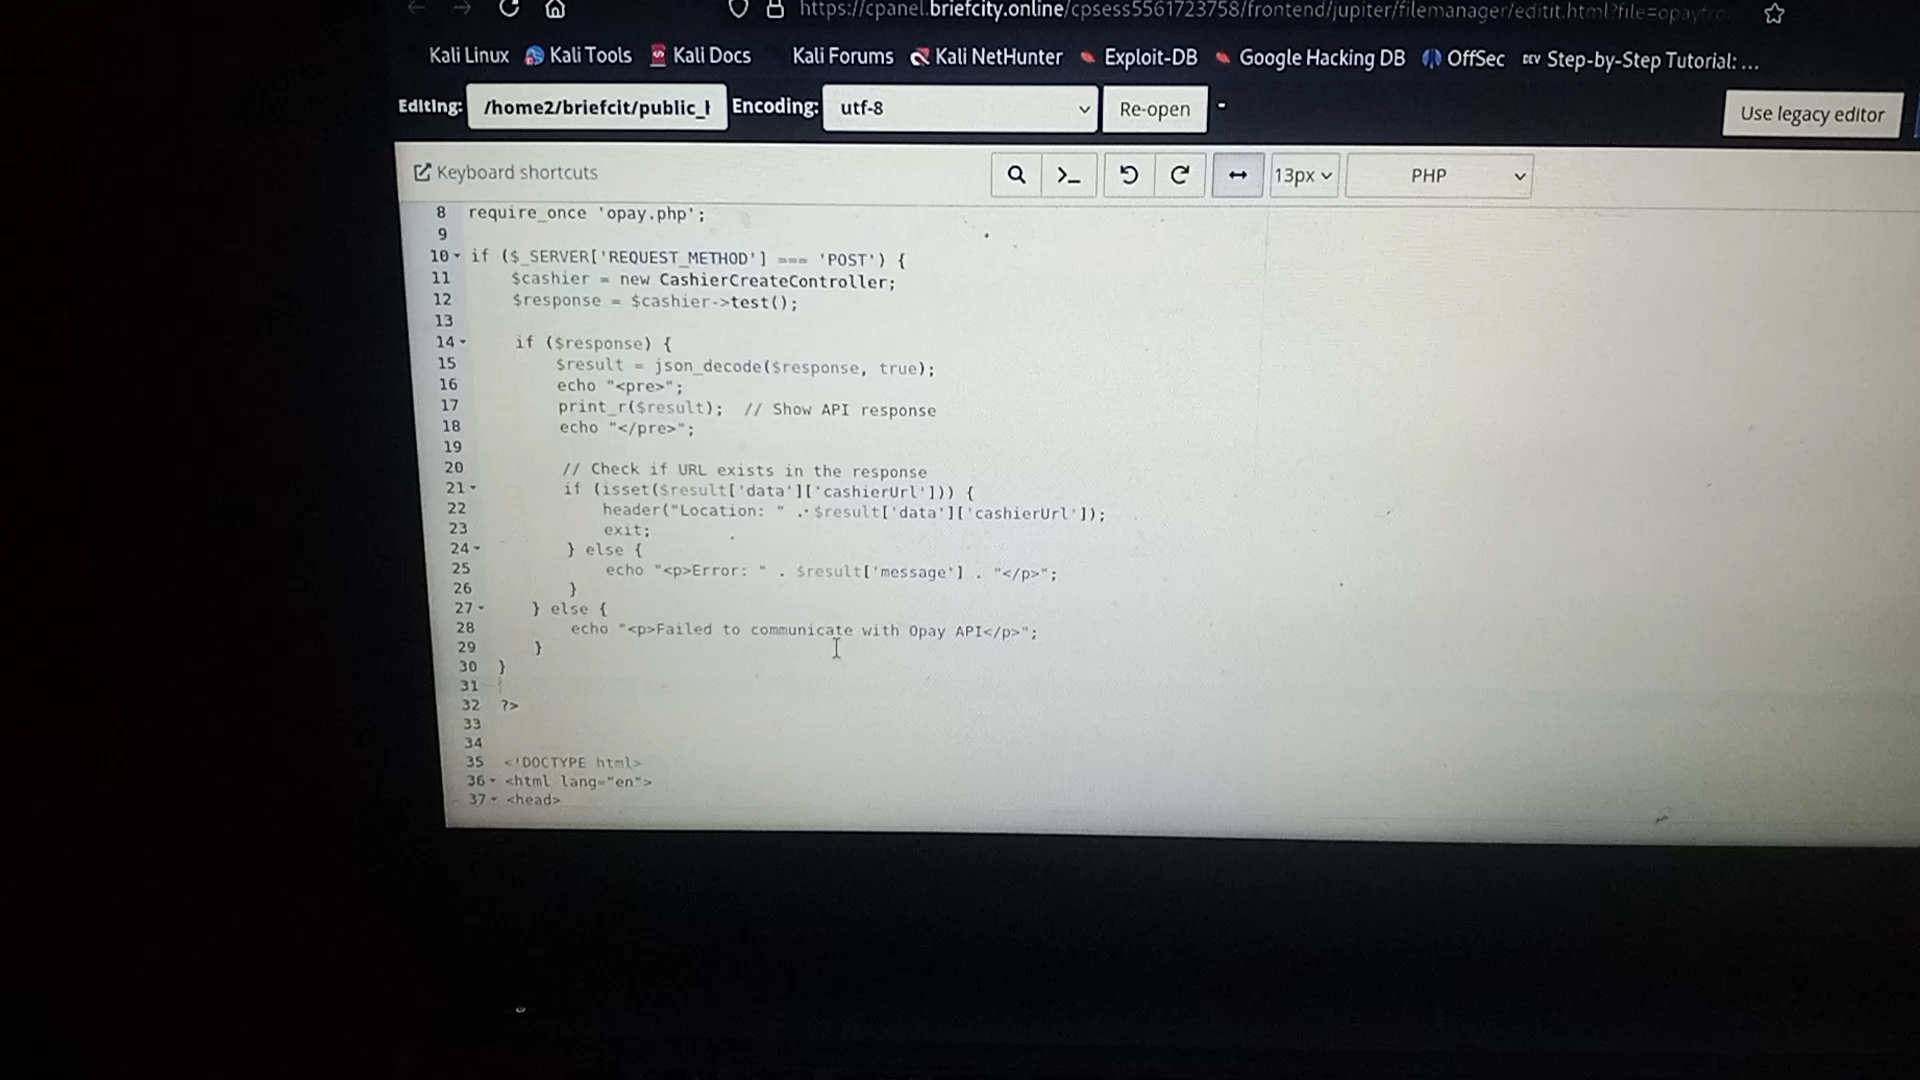 https://cpanel.briefcity.online/cpsess5561723758/frontend/jupiter/filemanager/editit.html?file=opayfro
Kali Linux Kali Tools Kali Docs Kali Forums Kali NetHunter Exploit-DB Google Hacking DB OffSec DEV Step-by-Step Tutorial: ...
Editing: /home2/briefcit/public_h Encoding: utf-8 Re-open - Use legacy editor
Keyboard shortcuts >_ 13px PHP
8 require_once 'opay.php';
9
10 if ($_SERVER['REQUEST_METHOD'] === 'POST') {
11 $cashier = new CashierCreateController;
12 $response = $cashier->test();
13
14 if ($response) {
15 $result = json_decode($response, true);
16 echo "<pre>";
17 print_r($result); // Show API response
18 echo "</pre>";
19
20 // Check if URL exists in the response
21 if (isset($result['data']['cashierUrl'])) {
22 header("Location: " . $result['data']['cashierUrl']);
23 exit;
24 } else {
25 echo "<p>Error: " . $result['message'] . "</p>";
26 }
27 } else {
28 echo "<p>Failed to communicate with Opay API</p>";
29 }
30 }
31
32 ?>
33
34
35 <!DOCTYPE html>
36 <html lang="en">
37 <head>